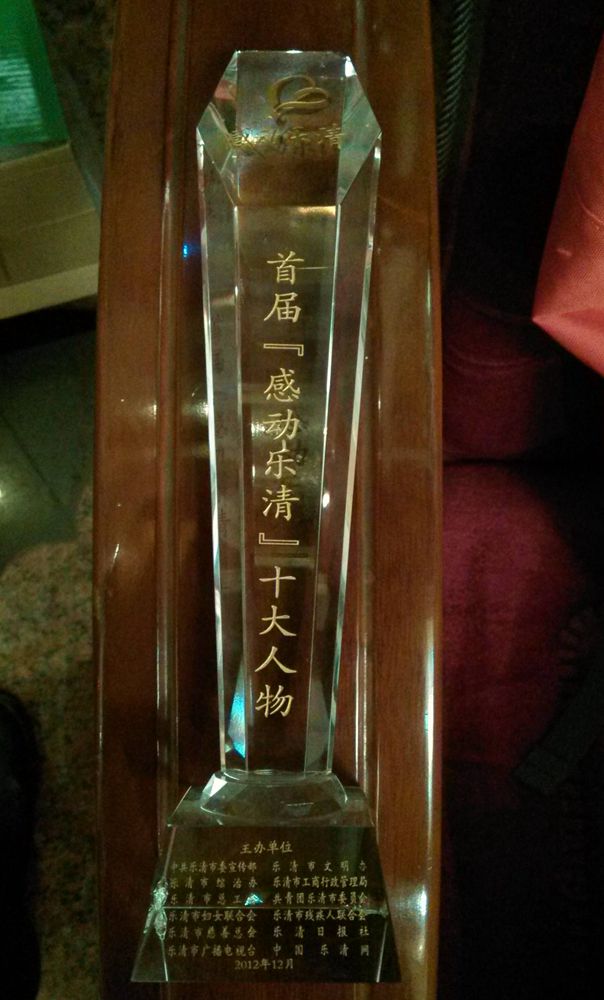 感动乐清
首届『感动乐清』十大人物
主办单位
中共乐清市委宣传部 乐清市文明办
乐清市综治办 乐清市工商行政管理局
乐清市总工会 共青团乐清市委员会
乐清市妇女联合会 乐清市残疾人联合会
乐清市慈善总会 乐清日报社
乐清市广播电视台 中国乐清网
2012年12月